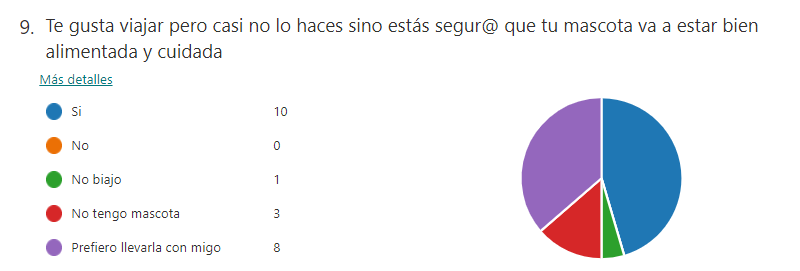 9. Te gusta viajar pero casi no lo haces sino estás segur@ que tu mascota va a estar bien
alimentada y cuidada
Más detalles
Si 10
No 0
No biajo 1
No tengo mascota 3
Prefiero llevarla con migo 8